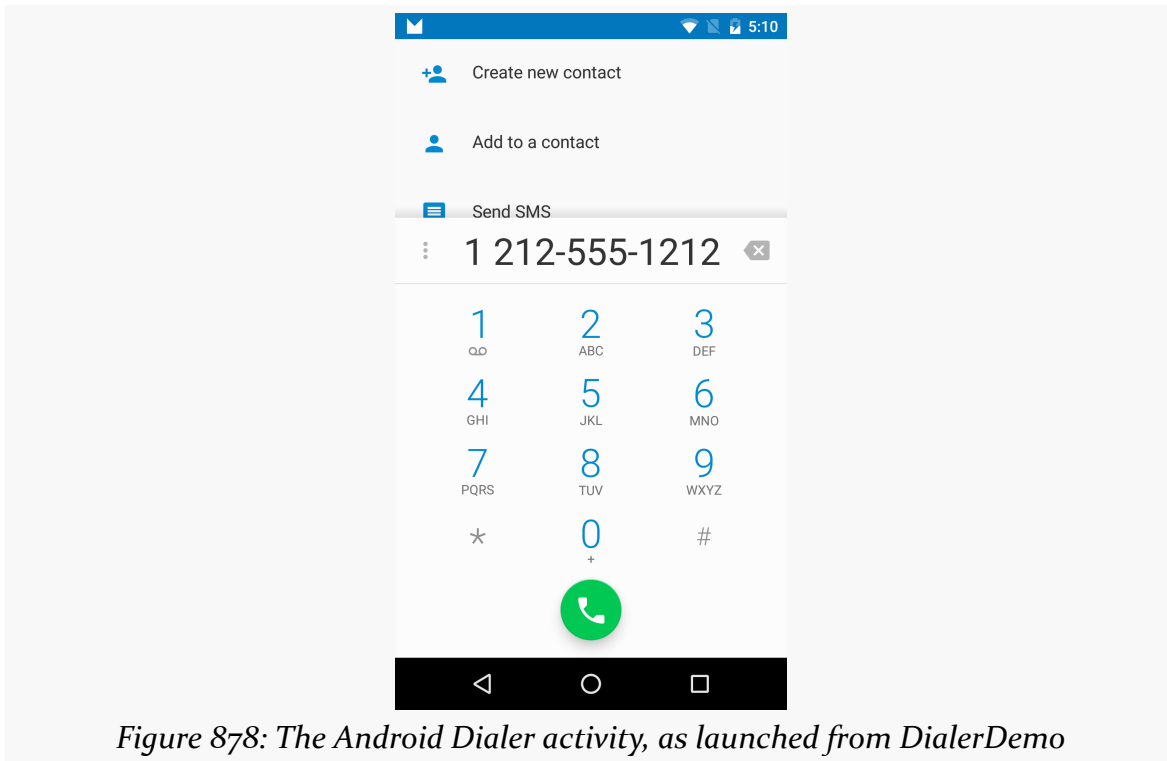 5:10
Create new contact
Add to a contact
Send SMS
1 212-555-1212
1 2 3
ABC DEF
4 5 6
GHI JKL MNO
7 8 9
PQRS TUV WXYZ
* 0 #
+
Figure 878: The Android Dialer activity, as launched from DialerDemo